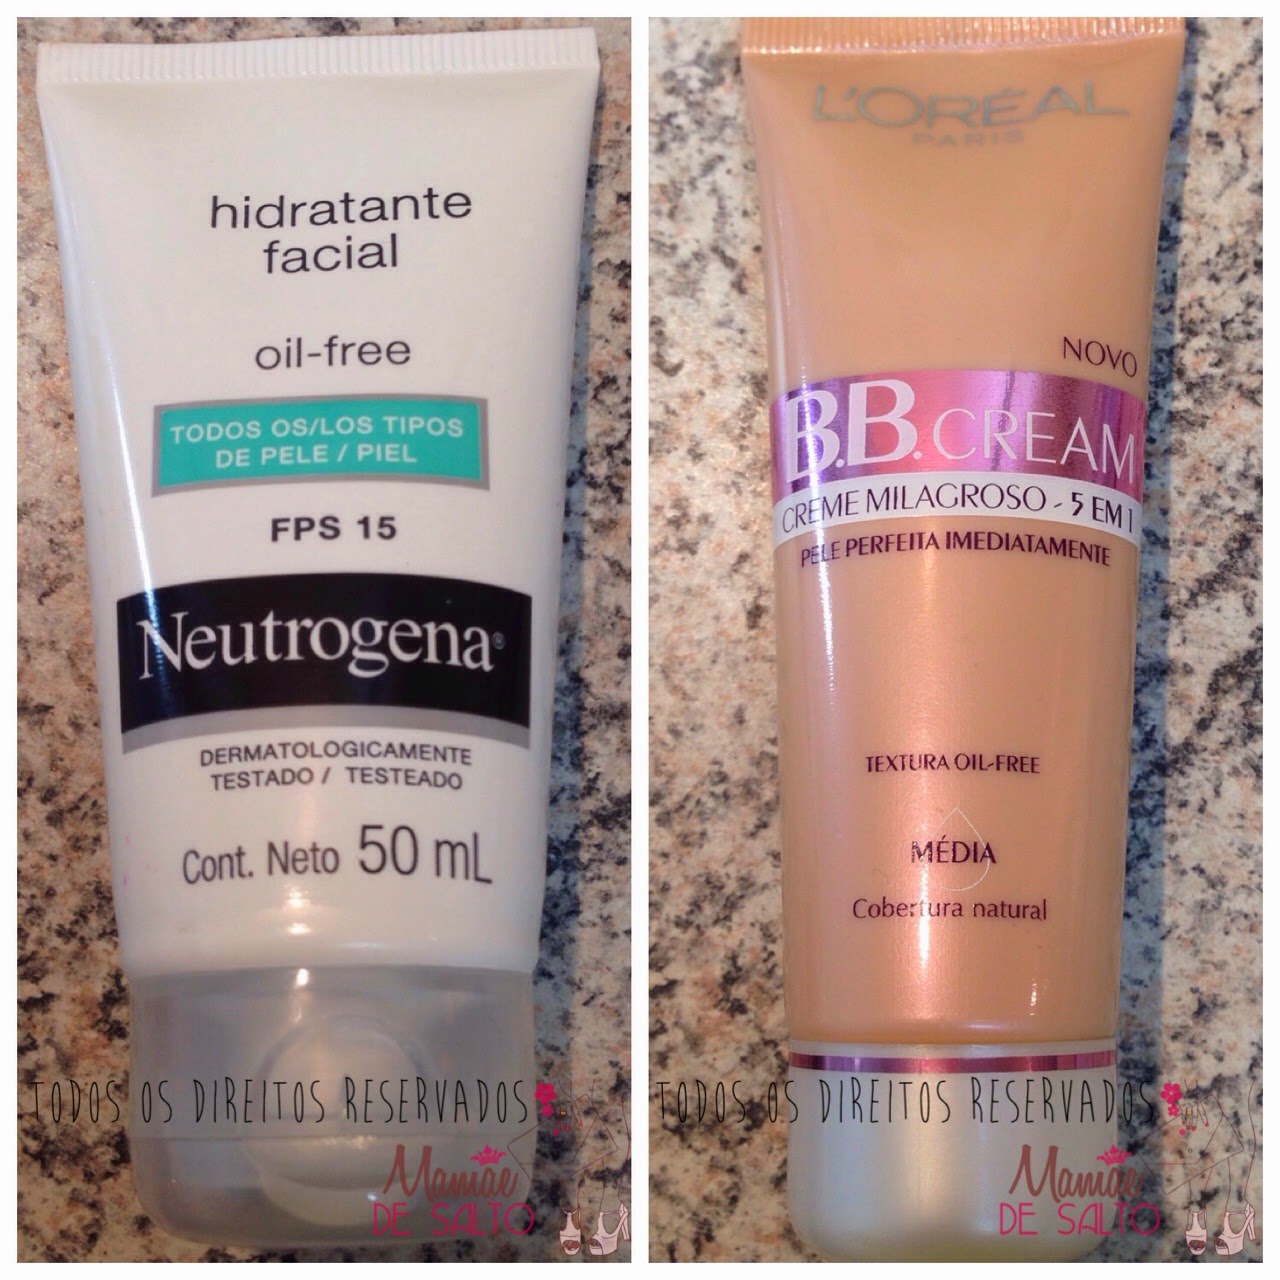 hidratante
facial
oil-free
TODOS OS/LOS TIPOS
DE PELE / PIEL
FPS 15
Neutrogena®
DERMATOLOGICAMENTE
TESTADO / TESTEADO
Cont. Neto 50 mL
TODOS OS DIREITOS RESERVADOS
Mamãe
DE SALTO
L'ORÉAL
PARIS
NOVO
B.B. CREAM
CREME MILAGROSO - 5 EM 1
PELE PERFEITA IMEDIATAMENTE
TEXTURA OIL-FREE
MÉDIA
Cobertura natural
TODOS OS DIREITOS RESERVADOS
Mamãe
DE SALTO